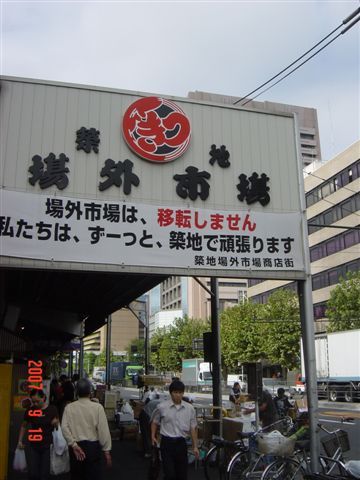 築 地
場外市場
場外市場は、移転しません
私たちは、ずーっと、築地で頑張ります
築地場外市場商店街
2007 9 19